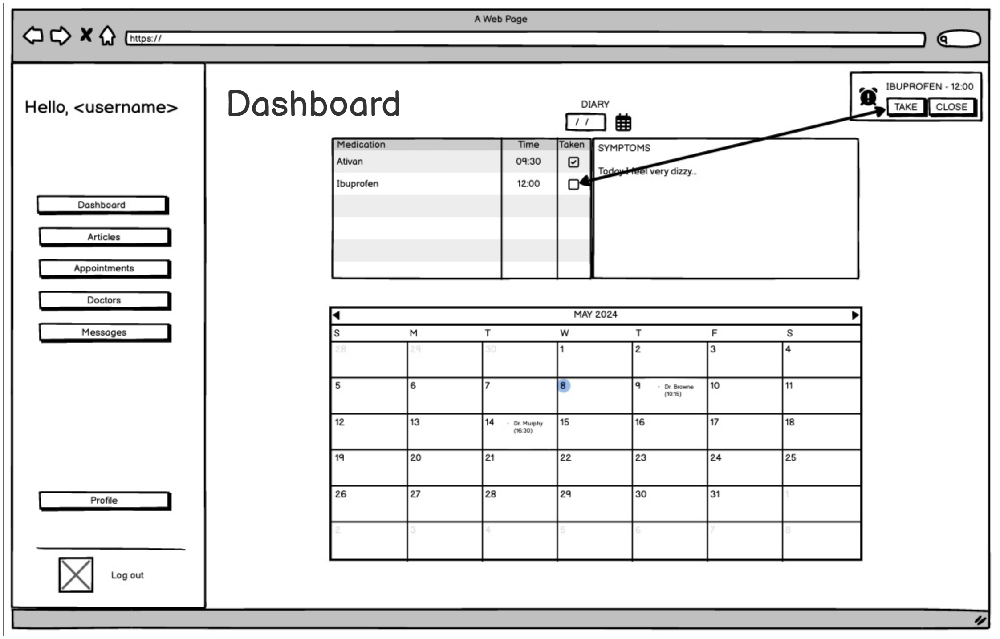 A Web Page
https://
Hello, <username>
Dashboard
Articles
Appointments
Doctors
Messages
Profile
Log out
Dashboard
IBUPROFEN - 12:00
TAKE CLOSE
DIARY
/ /
Medication Time Taken
Ativan 09:30
Ibuprofen 12:00
SYMPTOMS
Today I feel very dizzy...
MAY 2024
S M T W T F S
28 29 30 1 2 3 4
5 6 7 8 9 10 11
· Dr. Browne
(10:15)
12 13 14 15 16 17 18
· Dr. Murphy
(16:30)
19 20 21 22 23 24 25
26 27 28 29 30 31 1
2 3 4 5 6 7 8